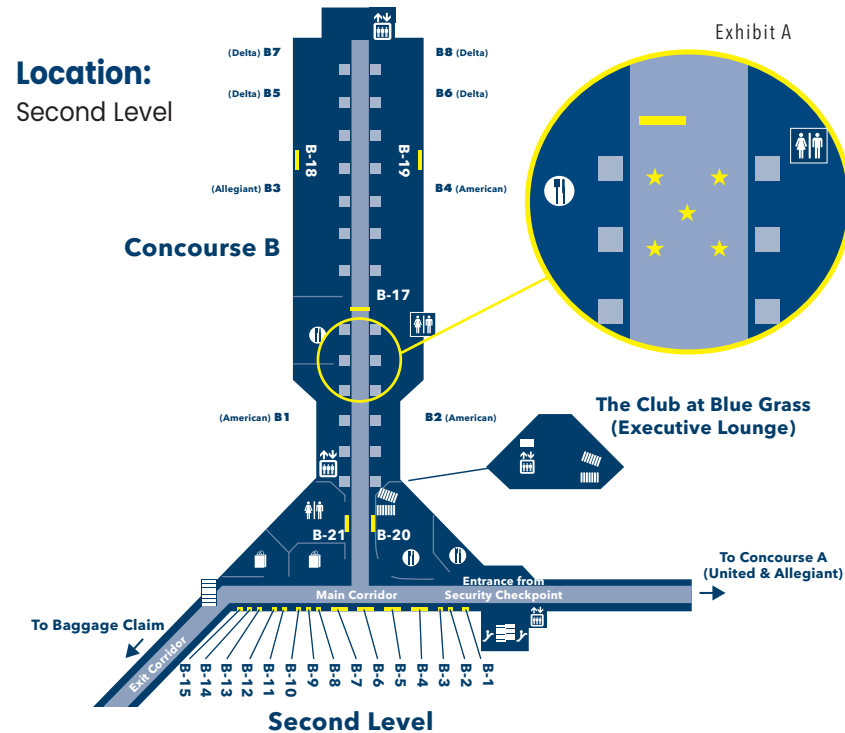 Exhibit A
Location:
Second Level
(Delta) B7
B8 (Delta)
(Delta) B5
B6 (Delta)
B-18
B-19
(Allegiant) B3
B4 (American)
Concourse B
B-17
(American) B1
B2 (American)
The Club at Blue Grass
(Executive Lounge)
B-21
B-20
Entrance from
Security Checkpoint
Main Corridor
To Concourse A
(United & Allegiant)
To Baggage Claim
Exit Corridor
B-15
B-14
B-13
B-12
B-11
B-10
B-9
B-8
B-7
B-6
B-5
B-4
B-3
B-2
B-1
Second Level